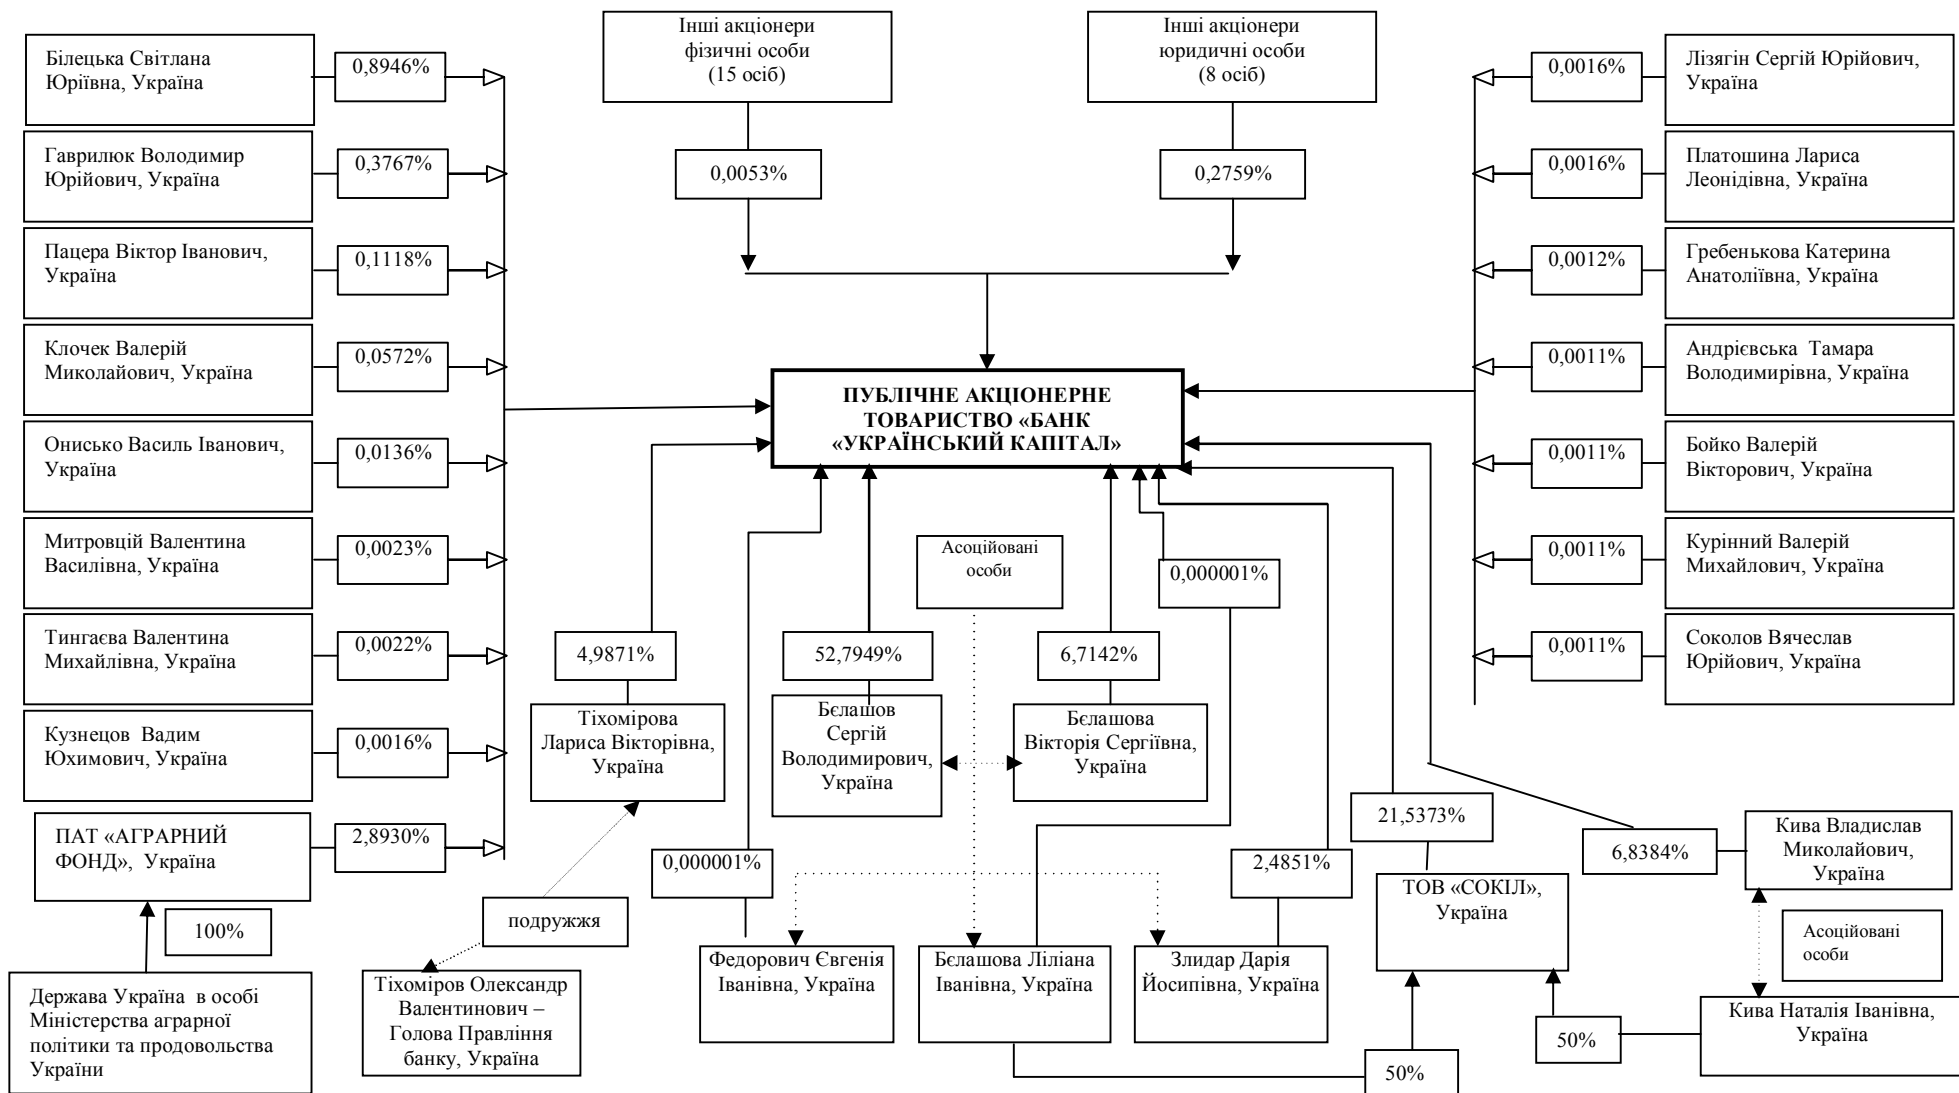 Інші акціонери
фізичні особи
(15 осіб)
0,0053%
Інші акціонери
юридичні особи
(8 осіб)
0,2759%
Білецька Світлана
Юріївна, Україна
0,8946%
Гаврилюк Володимир
Юрійович, Україна
0,3767%
Пацера Віктор Іванович,
Україна
0,1118%
Клочек Валерій
Миколайович, Україна
0,0572%
Онисько Василь Іванович,
Україна
0,0136%
Митровцій Валентина
Василівна, Україна
0,0023%
Тингаєва Валентина
Михайлівна, Україна
0,0022%
Кузнецов  Вадим
Юхимович, Україна
0,0016%
ПАТ «АГРАРНИЙ
ФОНД»,  Україна
2,8930%
100%
Держава Україна  в особі
Міністерства аграрної
політики та продовольства
України
ПУБЛІЧНЕ АКЦІОНЕРНЕ
ТОВАРИСТВО «БАНК
«УКРАЇНСЬКИЙ КАПІТАЛ»
Лізягін Сергій Юрійович,
Україна
0,0016%
Платошина Лариса
Леонідівна, Україна
0,0016%
Гребенькова Катерина
Анатоліївна, Україна
0,0012%
Андрієвська  Тамара
Володимирівна, Україна
0,0011%
Бойко Валерій
Вікторович, Україна
0,0011%
Курінний Валерій
Михайлович, Україна
0,0011%
Соколов Вячеслав
Юрійович, Україна
0,0011%
Асоційовані
особи
0,000001%
4,9871%
52,7949%
6,7142%
Тіхомірова
Лариса Вікторівна,
Україна
Бєлашов
Сергій
Володимирович,
Україна
Бєлашова
Вікторія Сергіївна,
Україна
0,000001%
2,4851%
21,5373%
6,8384%
Кива Владислав
Миколайович,
Україна
ТОВ «СОКІЛ»,
Україна
подружжя
Асоційовані
особи
Тіхоміров Олександр
Валентинович –
Голова Правління
банку, Україна
Федорович Євгенія
Іванівна, Україна
Бєлашова Ліліана
Іванівна, Україна
Злидар Дарія
Йосипівна, Україна
50%
50%
Кива Наталія Іванівна,
Україна